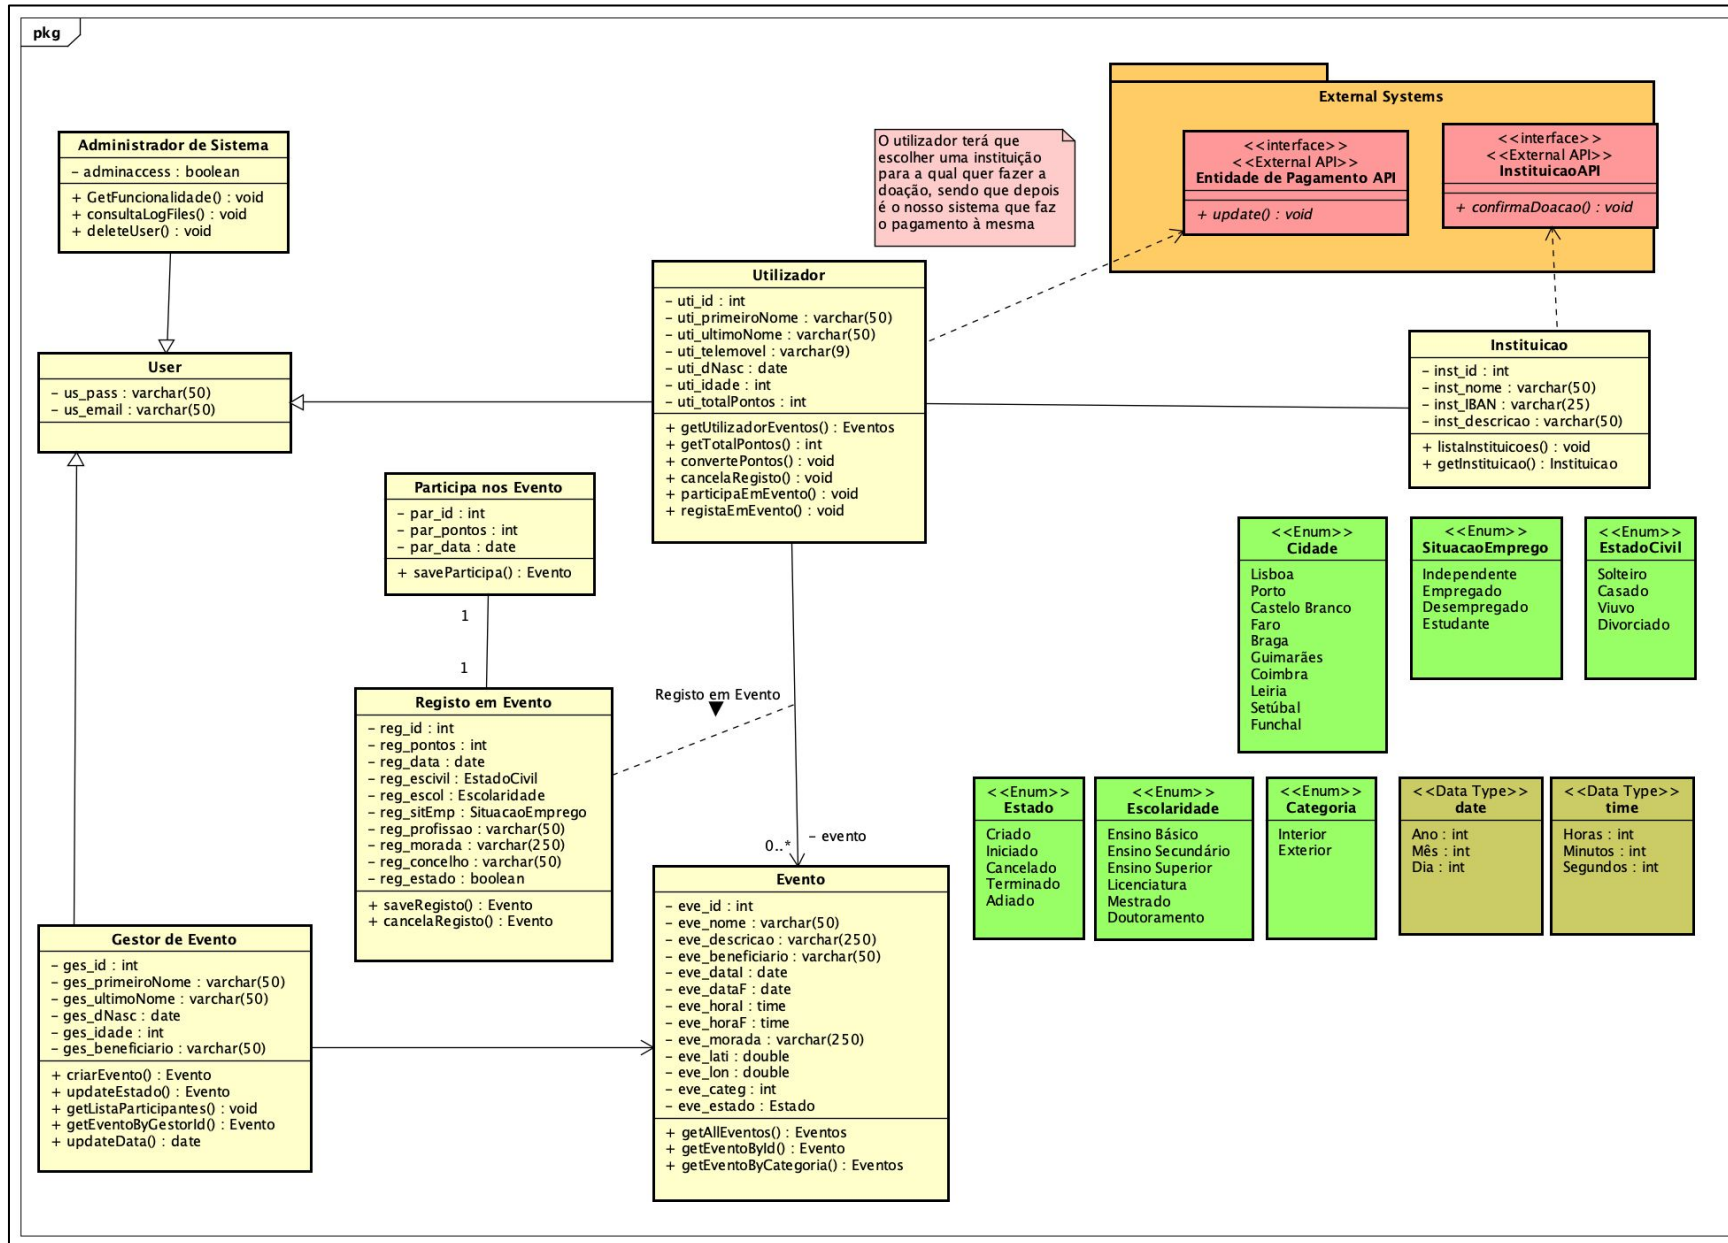 pkg
External Systems
<<interface>>
<<External API>>
Entidade de Pagamento API
+ update() : void
<<interface>>
<<External API>>
InstituicaoAPI
+ confirmaDoacao() : void
O utilizador terá que
escolher uma instituição
para a qual quer fazer a
doação, sendo que depois
é o nosso sistema que faz
o pagamento à mesma
Administrador de Sistema
- adminaccess : boolean
+ GetFuncionalidade() : void
+ consultaLogFiles() : void
+ deleteUser() : void
User
- us_pass : varchar(50)
- us_email : varchar(50)
Utilizador
- uti_id : int
- uti_primeiroNome : varchar(50)
- uti_ultimoNome : varchar(50)
- uti_telemovel : varchar(9)
- uti_dNasc : date
- uti_idade : int
- uti_totalPontos : int
+ getUtilizadorEventos() : Eventos
+ getTotalPontos() : int
+ convertePontos() : void
+ cancelaRegisto() : void
+ participaEmEvento() : void
+ registaEmEvento() : void
Instituicao
- inst_id : int
- inst_nome : varchar(50)
- inst_IBAN : varchar(25)
- inst_descricao : varchar(50)
+ listaInstituicoes() : void
+ getInstituicao() : Instituicao
Participa nos Evento
- par_id : int
- par_pontos : int
- par_data : date
+ saveParticipa() : Evento
1
1
Registo em Evento
- reg_id : int
- reg_pontos : int
- reg_data : date
- reg_escivil : EstadoCivil
- reg_escol : Escolaridade
- reg_sitEmp : SituacaoEmprego
- reg_profissao : varchar(50)
- reg_morada : varchar(250)
- reg_concelho : varchar(50)
- reg_estado : boolean
+ saveRegisto() : Evento
+ cancelaRegisto() : Evento
Registo em Evento
0..*
- evento
Gestor de Evento
- ges_id : int
- ges_primeiroNome : varchar(50)
- ges_ultimoNome : varchar(50)
- ges_dNasc : date
- ges_idade : int
- ges_beneficiario : varchar(50)
+ criarEvento() : Evento
+ updateEstado() : Evento
+ getListaParticipantes() : void
+ getEventoByGestorId() : Evento
+ updateData() : date
Evento
- eve_id : int
- eve_nome : varchar(50)
- eve_descricao : varchar(250)
- eve_beneficiario : varchar(50)
- eve_dataI : date
- eve_dataF : date
- eve_horaI : time
- eve_horaF : time
- eve_morada : varchar(250)
- eve_lati : double
- eve_lon : double
- eve_categ : int
- eve_estado : Estado
+ getAllEventos() : Eventos
+ getEventoById() : Evento
+ getEventoByCategoria() : Eventos
<<Enum>>
Cidade
Lisboa
Porto
Castelo Branco
Faro
Braga
Guimarães
Coimbra
Leiria
Setúbal
Funchal
<<Enum>>
SituacaoEmprego
Independente
Empregado
Desempregado
Estudante
<<Enum>>
EstadoCivil
Solteiro
Casado
Viuvo
Divorciado
<<Enum>>
Estado
Criado
Iniciado
Cancelado
Terminado
Adiado
<<Enum>>
Escolaridade
Ensino Básico
Ensino Secundário
Ensino Superior
Licenciatura
Mestrado
Doutoramento
<<Enum>>
Categoria
Interior
Exterior
<<Data Type>>
date
Ano : int
Mês : int
Dia : int
<<Data Type>>
time
Horas : int
Minutos : int
Segundos : int